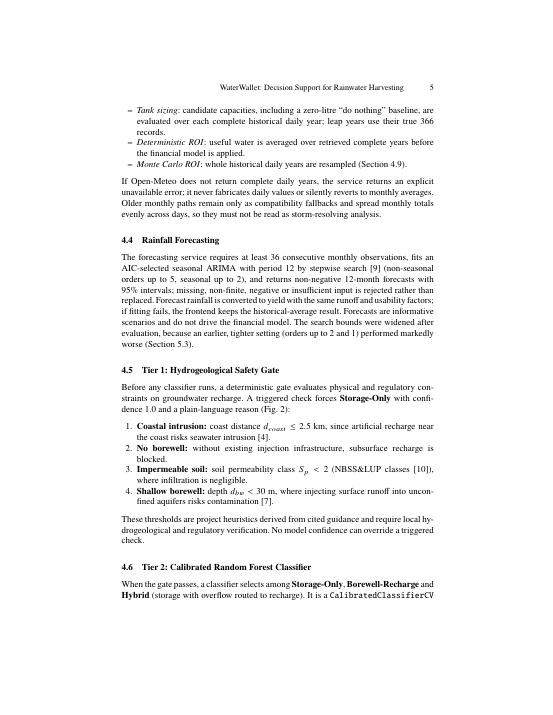 WaterWallet: Decision Support for Rainwater Harvesting 5
– Tank sizing: candidate capacities, including a zero-litre “do nothing” baseline, are
evaluated over each complete historical daily year; leap years use their true 366
records.
– Deterministic ROI: useful water is averaged over retrieved complete years before
the financial model is applied.
– Monte Carlo ROI: whole historical daily years are resampled (Section 4.9).
If Open-Meteo does not return complete daily years, the service returns an explicit
unavailable error; it never fabricates daily values or silently reverts to monthly averages.
Older monthly paths remain only as compatibility fallbacks and spread monthly totals
evenly across days, so they must not be read as storm-resolving analysis.
4.4 Rainfall Forecasting
The forecasting service requires at least 36 consecutive monthly observations, fits an
AIC-selected seasonal ARIMA with period 12 by stepwise search [9] (non-seasonal
orders up to 5, seasonal up to 2), and returns non-negative 12-month forecasts with
95% intervals; missing, non-finite, negative or insufficient input is rejected rather than
replaced. Forecast rainfall is converted to yield with the same runoff and usability factors;
if fitting fails, the frontend keeps the historical-average result. Forecasts are informative
scenarios and do not drive the financial model. The search bounds were widened after
evaluation, because an earlier, tighter setting (orders up to 2 and 1) performed markedly
worse (Section 5.3).
4.5 Tier 1: Hydrogeological Safety Gate
Before any classifier runs, a deterministic gate evaluates physical and regulatory con-
straints on groundwater recharge. A triggered check forces Storage-Only with confi-
dence 1.0 and a plain-language reason (Fig. 2):
1. Coastal intrusion: coast distance d_coast ≤ 2.5 km, since artificial recharge near
the coast risks seawater intrusion [4].
2. No borewell: without existing injection infrastructure, subsurface recharge is
blocked.
3. Impermeable soil: soil permeability class S_p < 2 (NBSS&LUP classes [10]),
where infiltration is negligible.
4. Shallow borewell: depth d_bw < 30 m, where injecting surface runoff into uncon-
fined aquifers risks contamination [7].
These thresholds are project heuristics derived from cited guidance and require local hy-
drogeological and regulatory verification. No model confidence can override a triggered
check.
4.6 Tier 2: Calibrated Random Forest Classifier
When the gate passes, a classifier selects among Storage-Only, Borewell-Recharge and
Hybrid (storage with overflow routed to recharge). It is a CalibratedClassifierCV